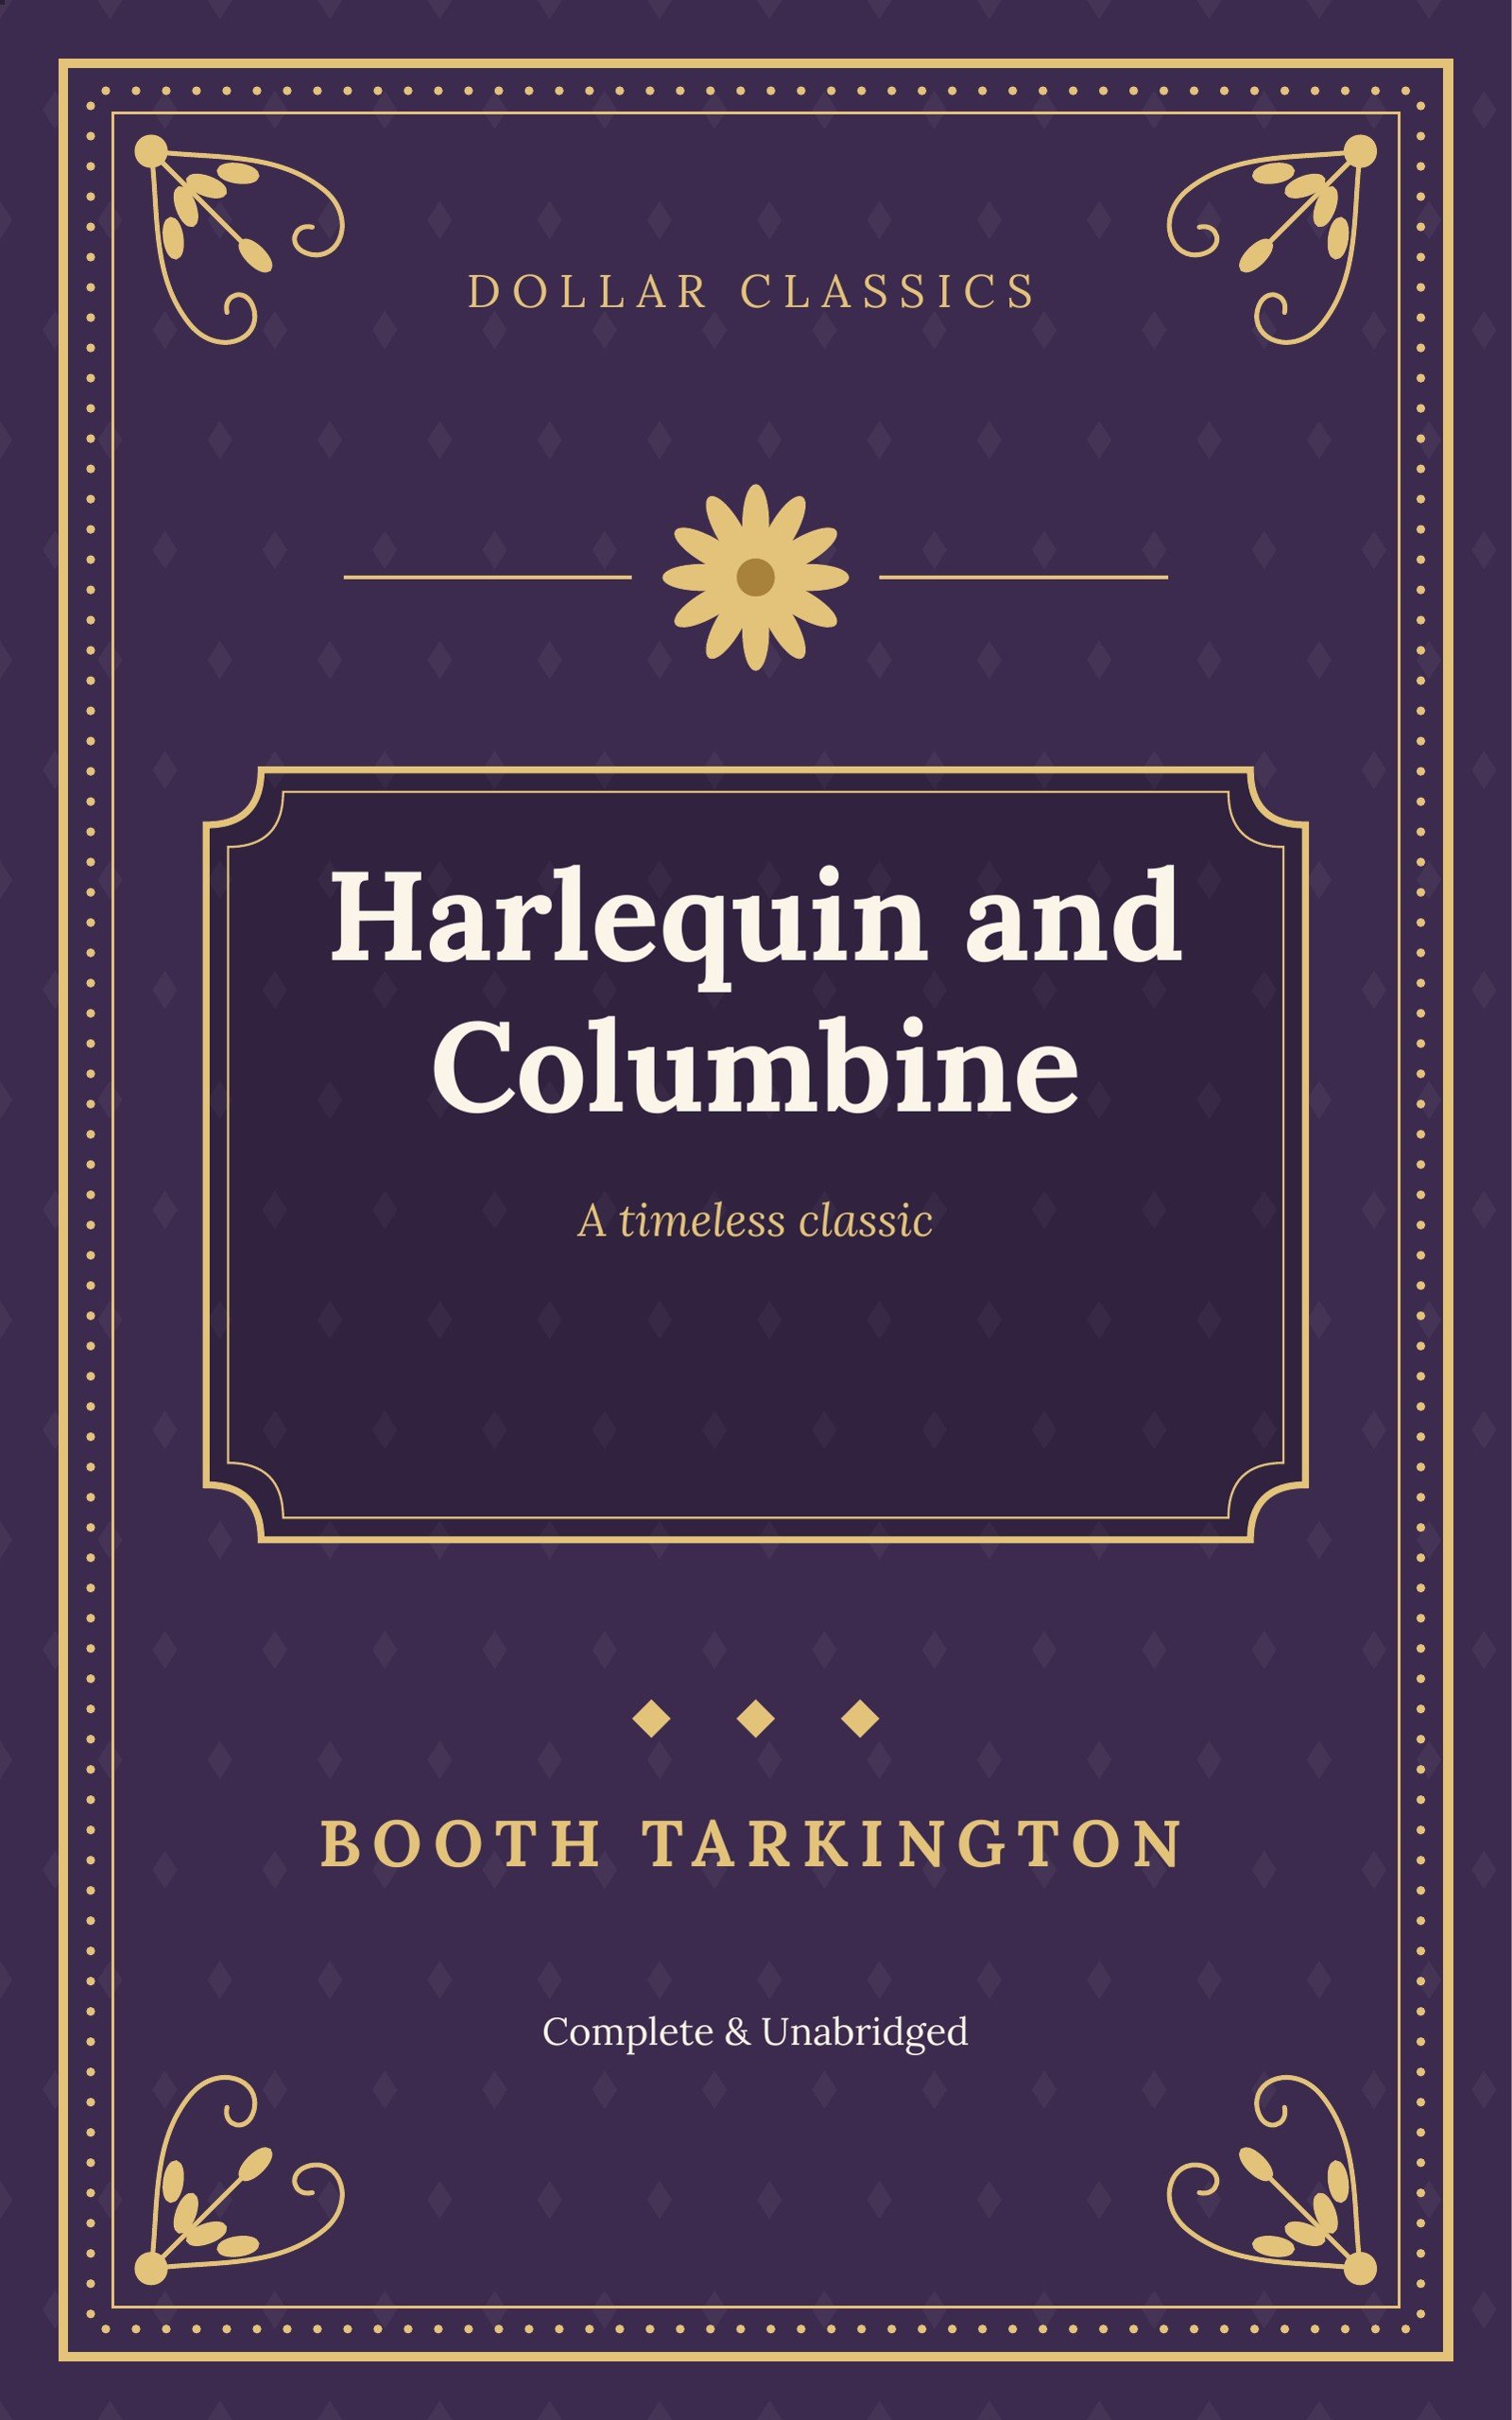 DOLLAR CLASSICS
Harlequin and
Columbine
A timeless classic
BOOTH TARKINGTON
Complete & Unabridged